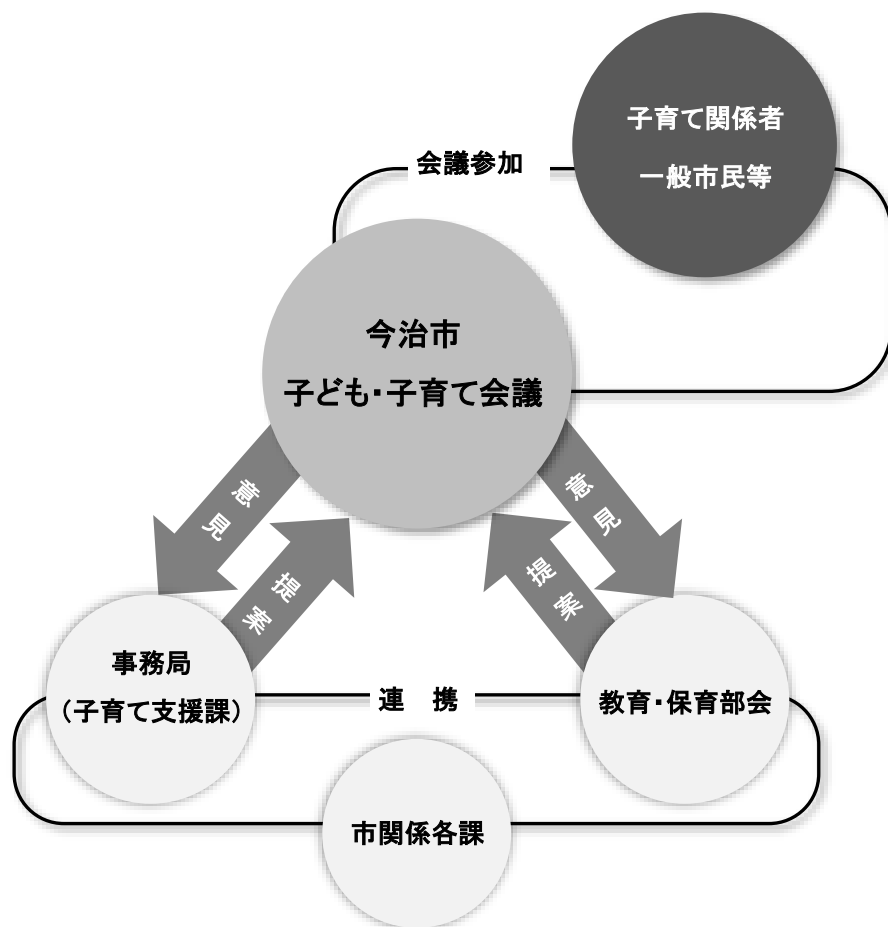 子育て関係者
一般市民等
会議参加
今治市
子ども・子育て会議
意見
提案
意見
提案
事務局
（子育て支援課）
連　携
教育・保育部会
市関係各課